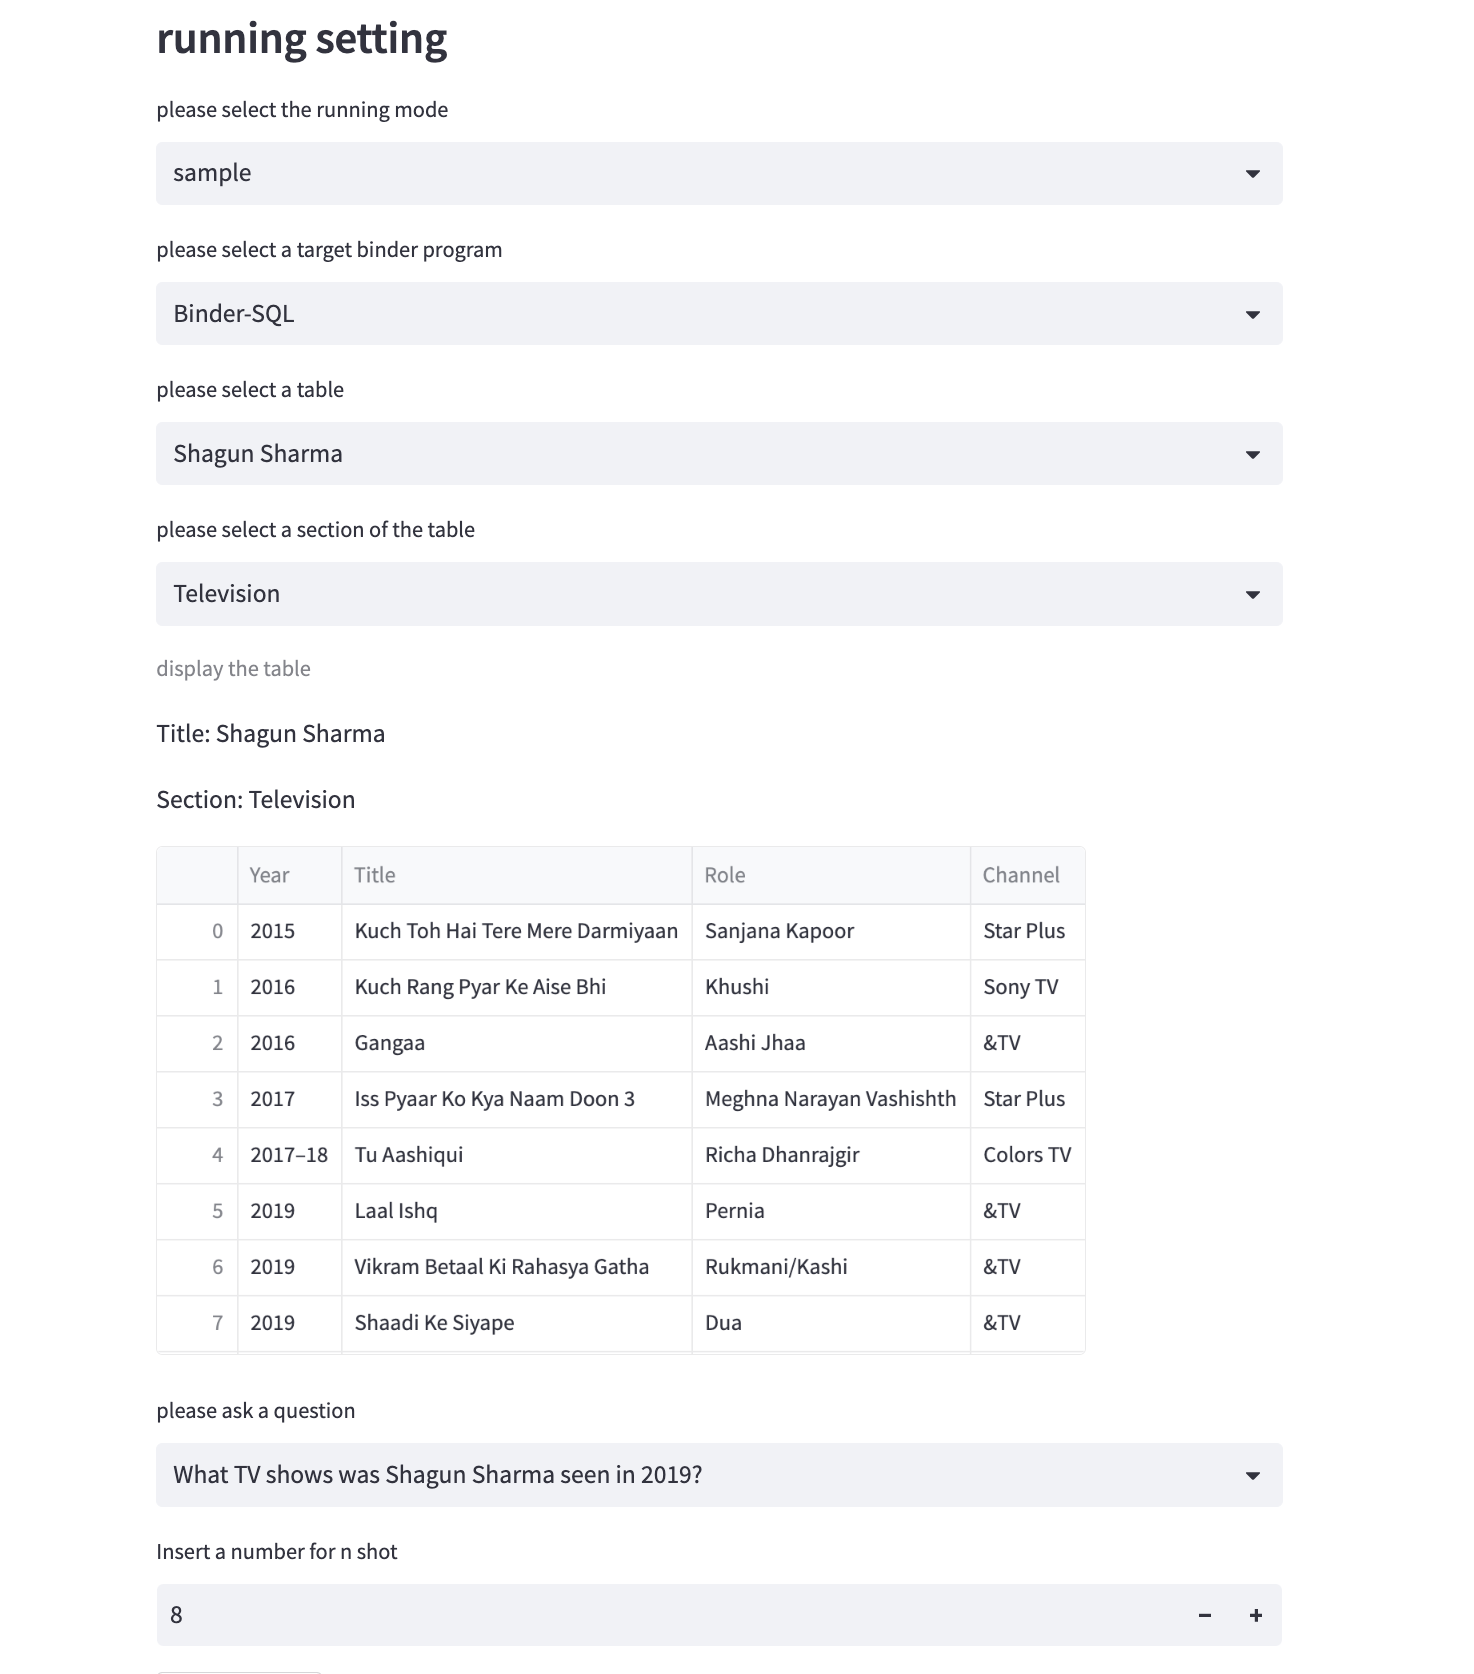 running setting
please select the running mode
sample
please select a target binder program
Binder-SQL
please select a table
Shagun Sharma
please select a section of the table
Television
display the table
Title: Shagun Sharma
Section: Television
Year Title Role Channel
0 2015 Kuch Toh Hai Tere Mere Darmiyaan Sanjana Kapoor Star Plus
1 2016 Kuch Rang Pyar Ke Aise Bhi Khushi Sony TV
2 2016 Gangaa Aashi Jhaa &TV
3 2017 Iss Pyaar Ko Kya Naam Doon 3 Meghna Narayan Vashishth Star Plus
4 2017–18 Tu Aashiqui Richa Dhanrajgir Colors TV
5 2019 Laal Ishq Pernia &TV
6 2019 Vikram Betaal Ki Rahasya Gatha Rukmani/Kashi &TV
7 2019 Shaadi Ke Siyape Dua &TV
please ask a question
What TV shows was Shagun Sharma seen in 2019?
Insert a number for n shot
8 − +